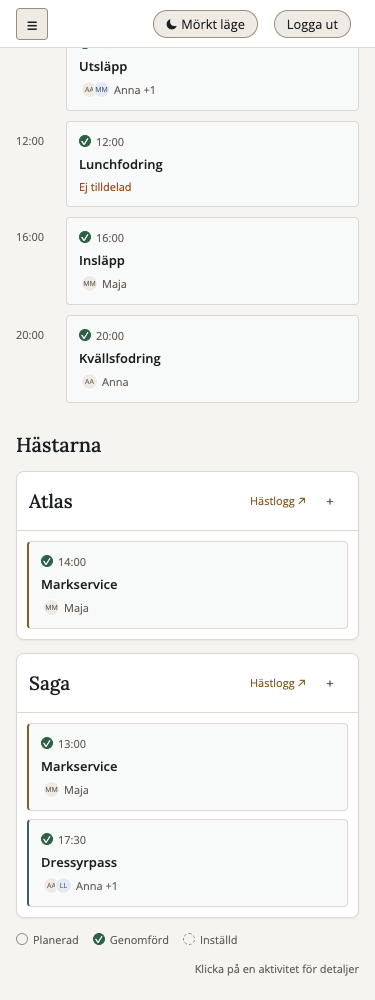 Mörkt läge
Logga ut
Utsläpp
AA MM Anna +1
12:00
12:00
Lunchfodring
Ej tilldelad
16:00
16:00
Insläpp
MM Maja
20:00
20:00
Kvällsfodring
AA Anna
Hästarna
Atlas
Hästlogg ↗ +
14:00
Markservice
MM Maja
Saga
Hästlogg ↗ +
13:00
Markservice
MM Maja
17:30
Dressyrpass
AA LL Anna +1
Planerad
Genomförd
Inställd
Klicka på en aktivitet för detaljer